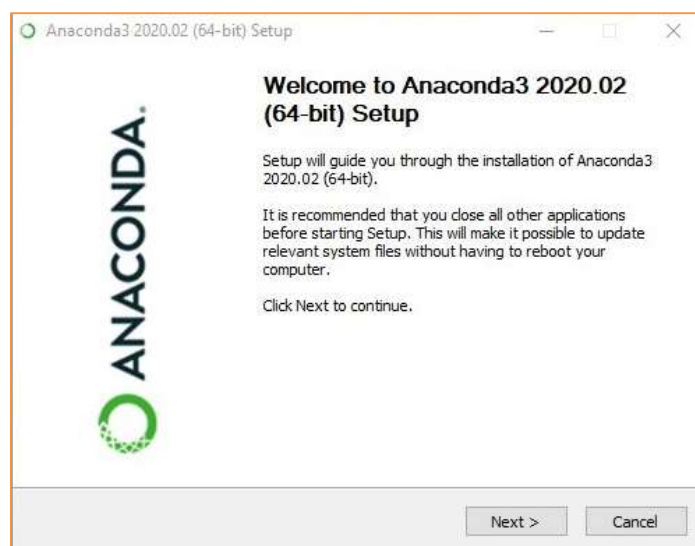 Anaconda3 2020.02 (64-bit) Setup
ANACONDA.
Welcome to Anaconda3 2020.02
(64-bit) Setup
Setup will guide you through the installation of Anaconda3
2020.02 (64-bit).
It is recommended that you close all other applications
before starting Setup. This will make it possible to update
relevant system files without having to reboot your
computer.
Click Next to continue.
Next >
Cancel